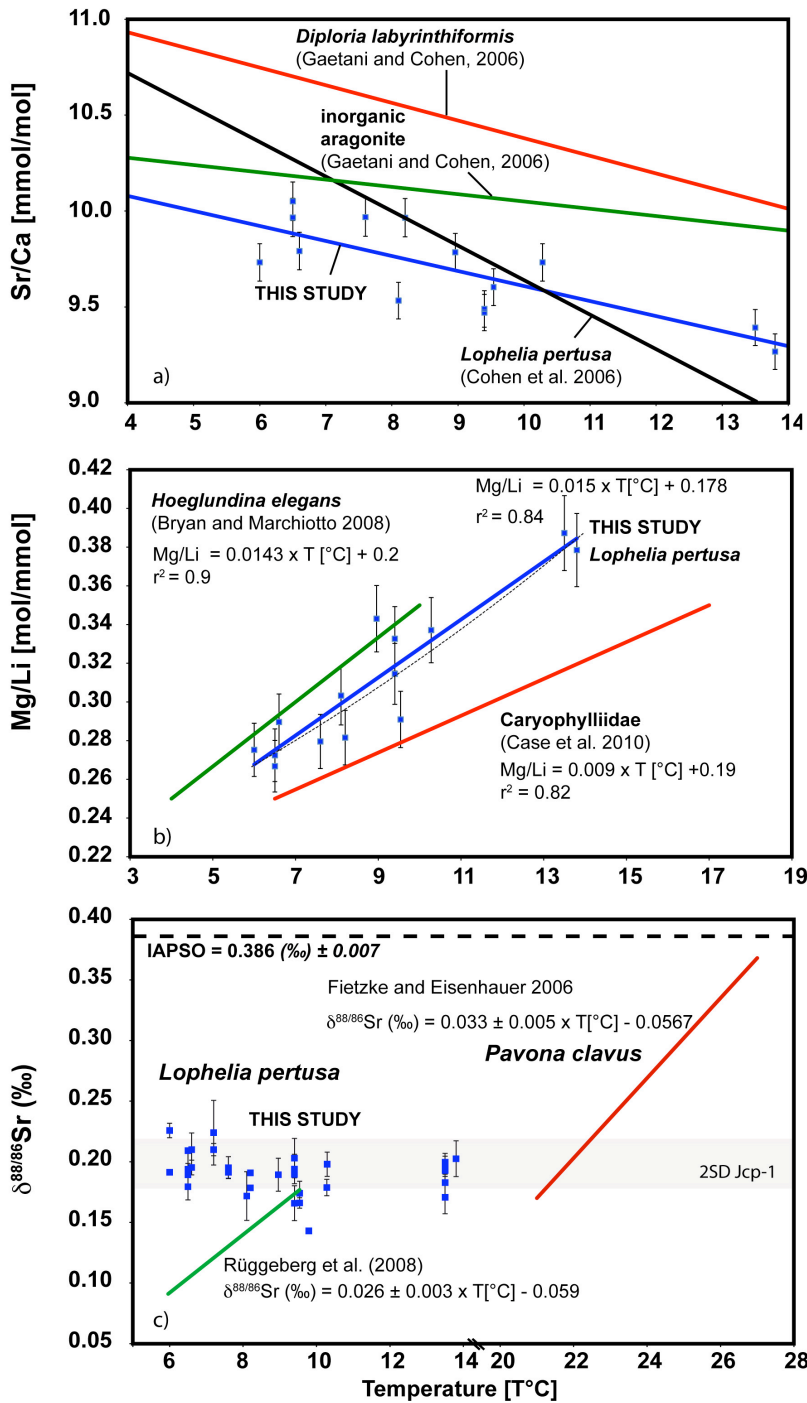 11.0
10.5
10.0
9.5
9.0
Sr/Ca [mmol/mol]
Diploria labyrinthiformis
(Gaetani and Cohen, 2006)
inorganic
aragonite
(Gaetani and Cohen, 2006)
THIS STUDY
Lophelia pertusa
(Cohen et al. 2006)
a)
4 5 6 7 8 9 10 11 12 13 14
0.42
0.40
0.38
0.36
0.34
0.32
0.30
0.28
0.26
0.24
0.22
Mg/Li [mol/mmol]
Hoeglundina elegans
(Bryan and Marchiotto 2008)
Mg/Li = 0.0143 x T [°C] + 0.2
r² = 0.9
Mg/Li = 0.015 x T[°C] + 0.178
r² = 0.84
THIS STUDY
Lophelia pertusa
Caryophylliidae
(Case et al. 2010)
Mg/Li = 0.009 x T [°C] +0.19
r² = 0.82
b)
3 5 7 9 11 13 15 17 19
0.40
0.35
0.30
0.25
0.20
0.15
0.10
0.05
δ88/86Sr (‰)
IAPSO = 0.386 (‰) ± 0.007
Fietzke and Eisenhauer 2006
δ88/86Sr (‰) = 0.033 ± 0.005 x T[°C] - 0.0567
Pavona clavus
Lophelia pertusa
THIS STUDY
2SD Jcp-1
Rüggeberg et al. (2008)
δ88/86Sr (‰) = 0.026 ± 0.003 x T[°C] - 0.059
c)
6 8 10 12 14 20 22 24 26 28
Temperature [T°C]